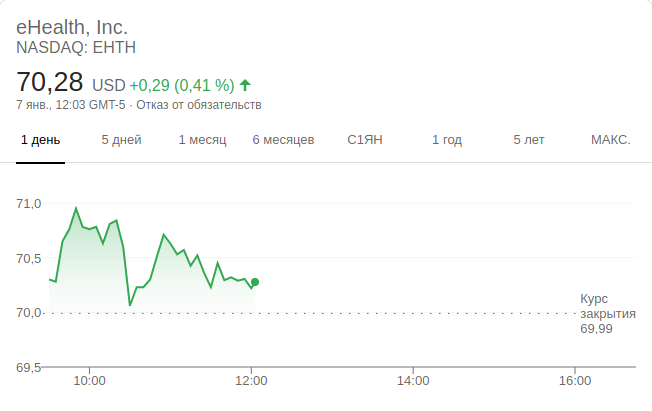 eHealth, Inc.
NASDAQ: EHTH
70,28 USD +0,29 (0,41 %)
7 янв., 12:03 GMT-5 · Отказ от обязательств
1 день 5 дней 1 месяц 6 месяцев С1ЯН 1 год 5 лет МАКС.
71,0
70,5
70,0
Курс
закрытия
69,99
69,5
10:00 12:00 14:00 16:00